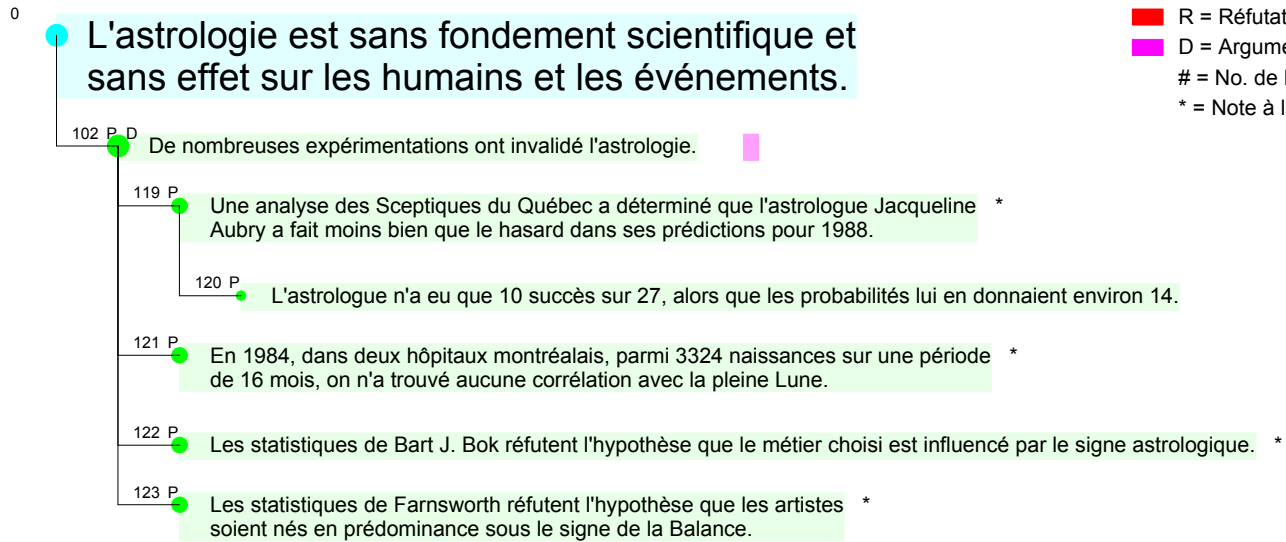 0
L'astrologie est sans fondement scientifique et
sans effet sur les humains et les événements.
R = Réfutat
D = Argume
# = No. de
* = Note à l
102 P D
De nombreuses expérimentations ont invalidé l'astrologie.
119 P
Une analyse des Sceptiques du Québec a déterminé que l'astrologue Jacqueline *
Aubry a fait moins bien que le hasard dans ses prédictions pour 1988.
120 P
L'astrologue n'a eu que 10 succès sur 27, alors que les probabilités lui en donnaient environ 14.
121 P
En 1984, dans deux hôpitaux montréalais, parmi 3324 naissances sur une période *
de 16 mois, on n'a trouvé aucune corrélation avec la pleine Lune.
122 P
Les statistiques de Bart J. Bok réfutent l'hypothèse que le métier choisi est influencé par le signe astrologique. *
123 P
Les statistiques de Farnsworth réfutent l'hypothèse que les artistes *
soient nés en prédominance sous le signe de la Balance.